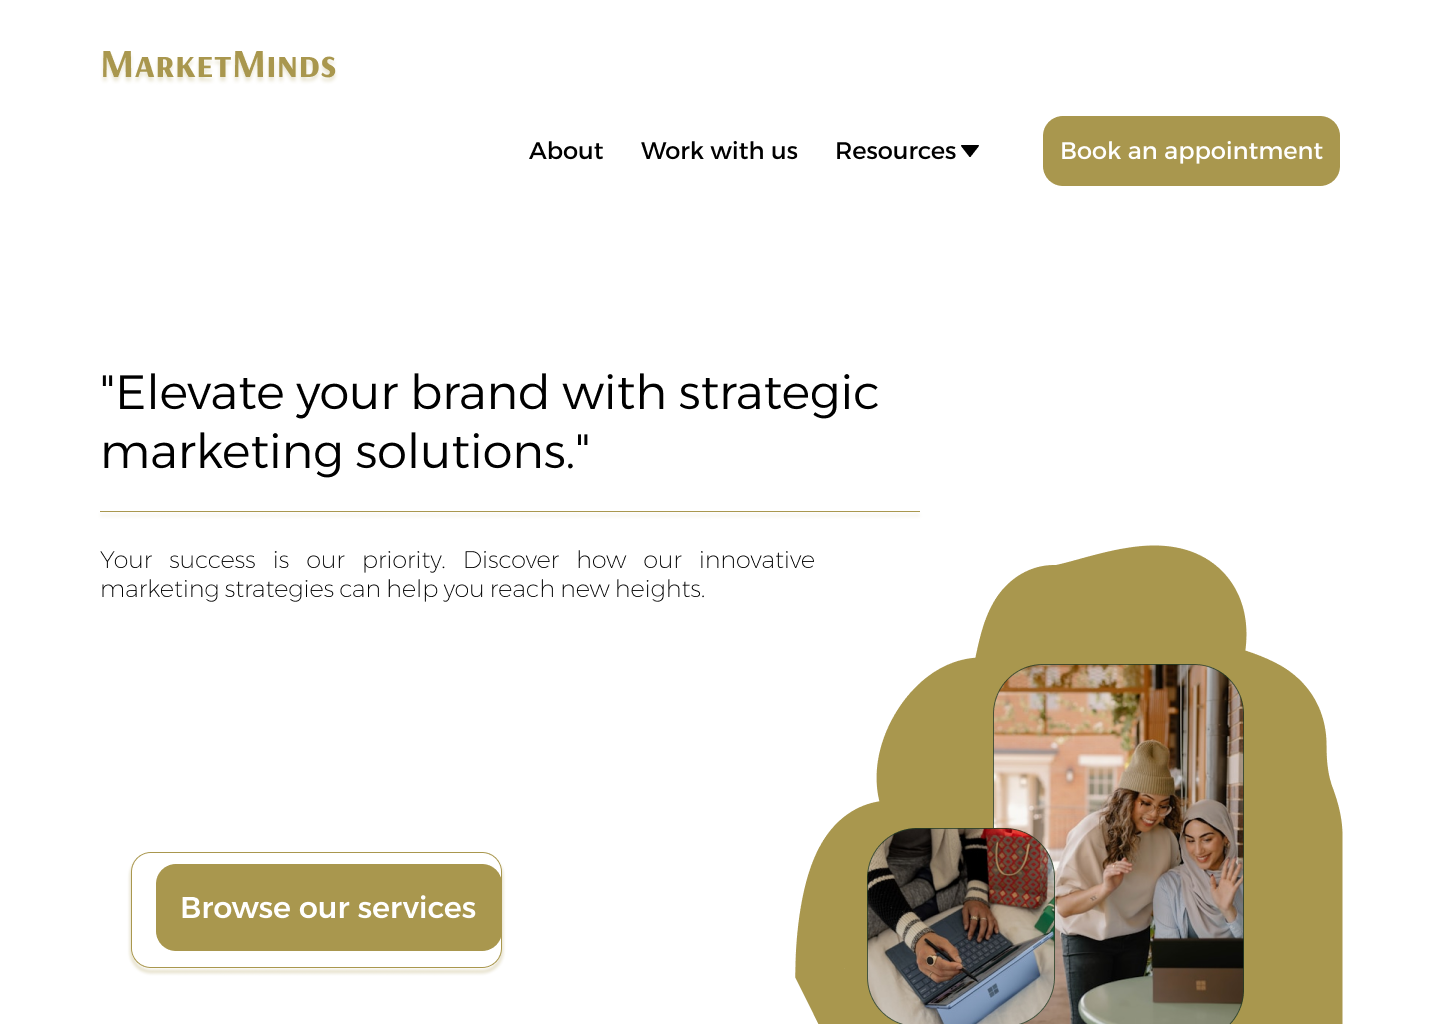 MarketMinds
About Work with us Resources Book an appointment
"Elevate your brand with strategic
marketing solutions."
Your success is our priority. Discover how our innovative
marketing strategies can help you reach new heights.
Browse our services